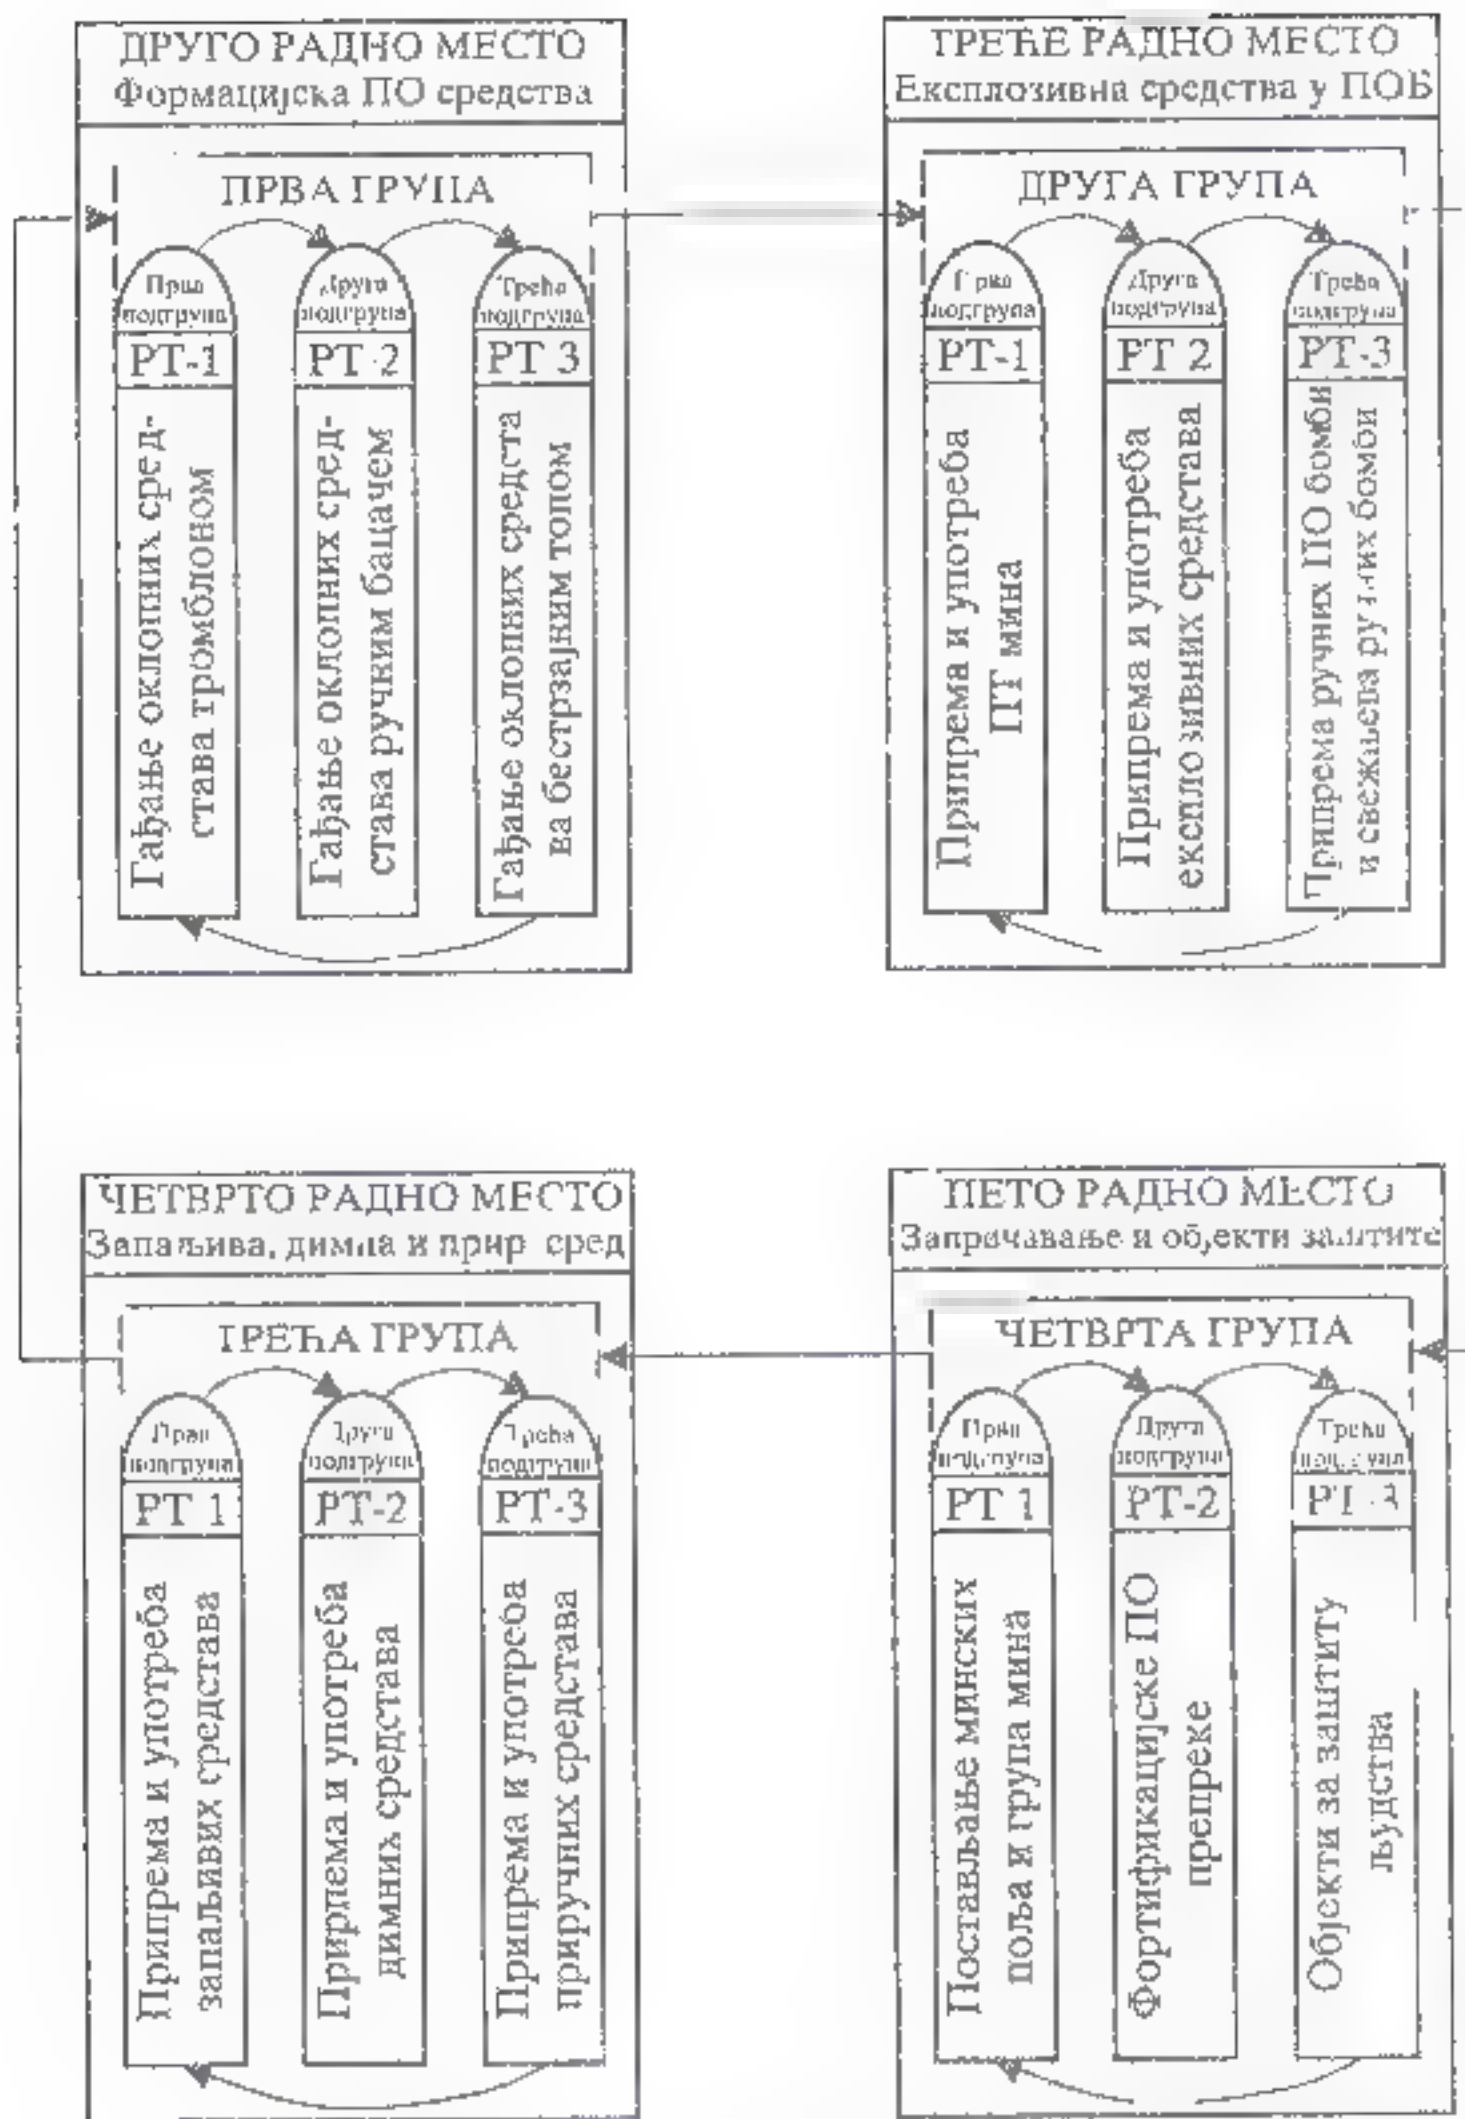 ДРУГО РАДНО МЕСТО
Формацијска ПО средства
ПРВА ГРУПА
Прва
подгрупа
РТ-1
Гађање оклопних сред-
става тромблоном
Друга
подгрупа
РТ-2
Гађање оклопних сред-
става ручним бацачем
Трећа
подгрупа
РТ 3
Гађање оклопних средста
ва бестрзајним топом
ТРЕЋЕ РАДНО МЕСТО
Експлозивна средства у ПОБ
ДРУГА ГРУПА
Прва
подгрупа
РТ-1
Припрема и употреба
ПТ мина
Друга
подгрупа
РТ 2
Припрема и употреба
експлозивних средстава
Трећа
подгрупа
РТ-3
Припрема ручних ПО бомби
и свежњева ручних бомби
ЧЕТВРТО РАДНО МЕСТО
Запаљива, димна и прир сред
ТРЕЋА ГРУПА
Прва
подгрупа
РТ 1
Припрема и употреба
запаљивих средстава
Друга
подгрупа
РТ-2
Припрема и употреба
димних средстава
Трећа
подгрупа
РТ-3
Припрема и употреба
приручних средстава
ПЕТО РАДНО МЕСТО
Запречавање и објекти заштите
ЧЕТВРТА ГРУПА
Прва
подгрупа
РТ 1
Постављање минских
поља и група мина
Друга
подгрупа
РТ-2
Фортификацијске ПО
препреке
Трећа
подгрупа
РТ-3
Објекти за заштиту
људства